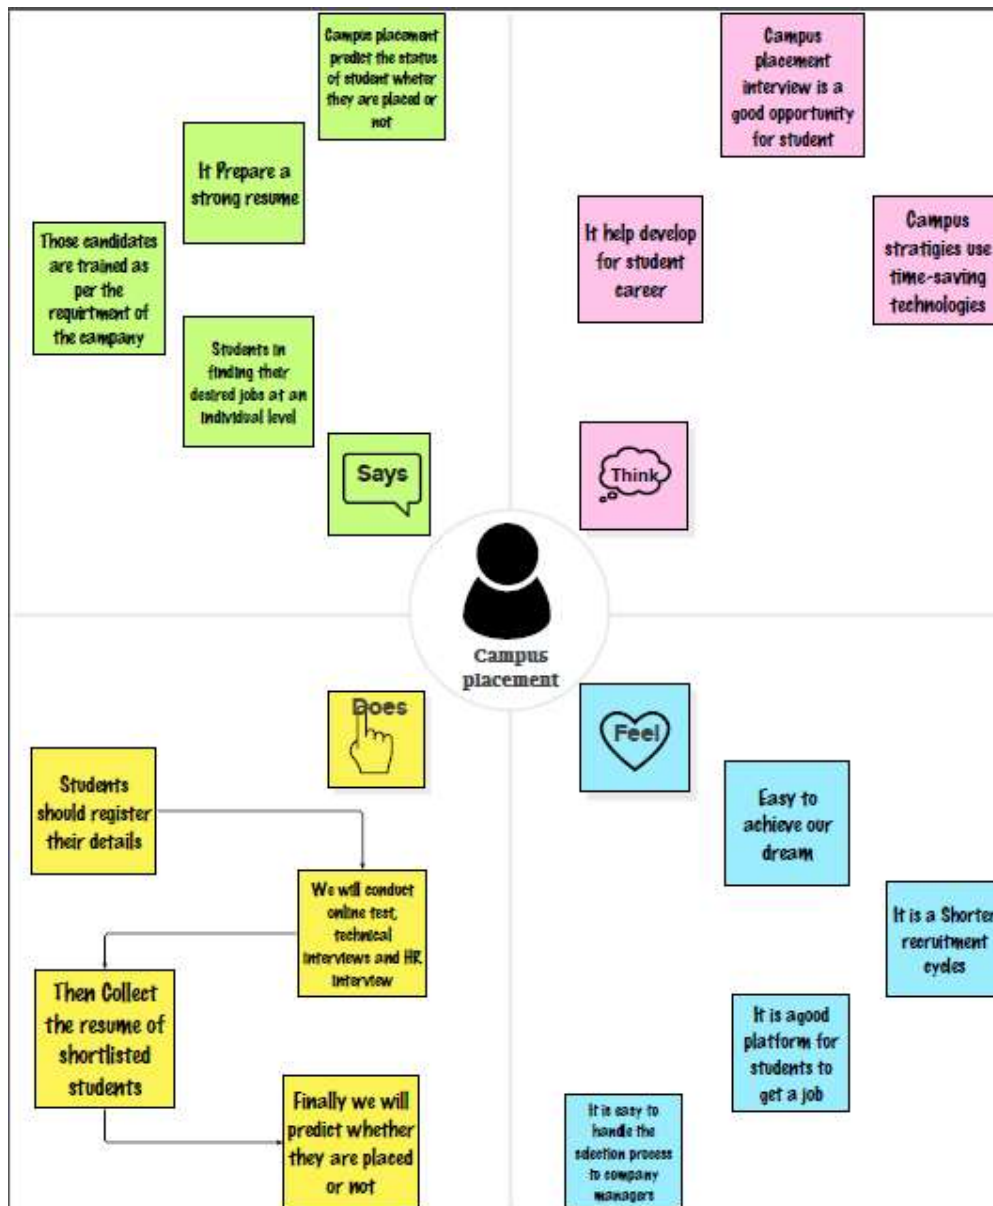 Campus placement
predict the status
of student wheter
they are placed or
not
It Prepare a
strong resume
Those candidates
are trained as
per the
requirtment of
the campany
Students in
finding their
desired jobs at an
individual level
Says
Campus
placement
interview is a
good opportunity
for student
It help develop
for student
career
Campus
stratigies use
time-saving
technologies
Think
Campus
placement
Does
Students
should register
their details
We will conduct
online test,
technical
interviews and HR
interview
Then Collect
the resume of
shortlisted
students
Finally we will
predict whether
they are placed
or not
Feel
Easy to
achieve our
dream
It is a Shorter
recruitment
cycles
It is agood
platform for
students to
get a job
It is easy to
handle the
selection process
to company
managers